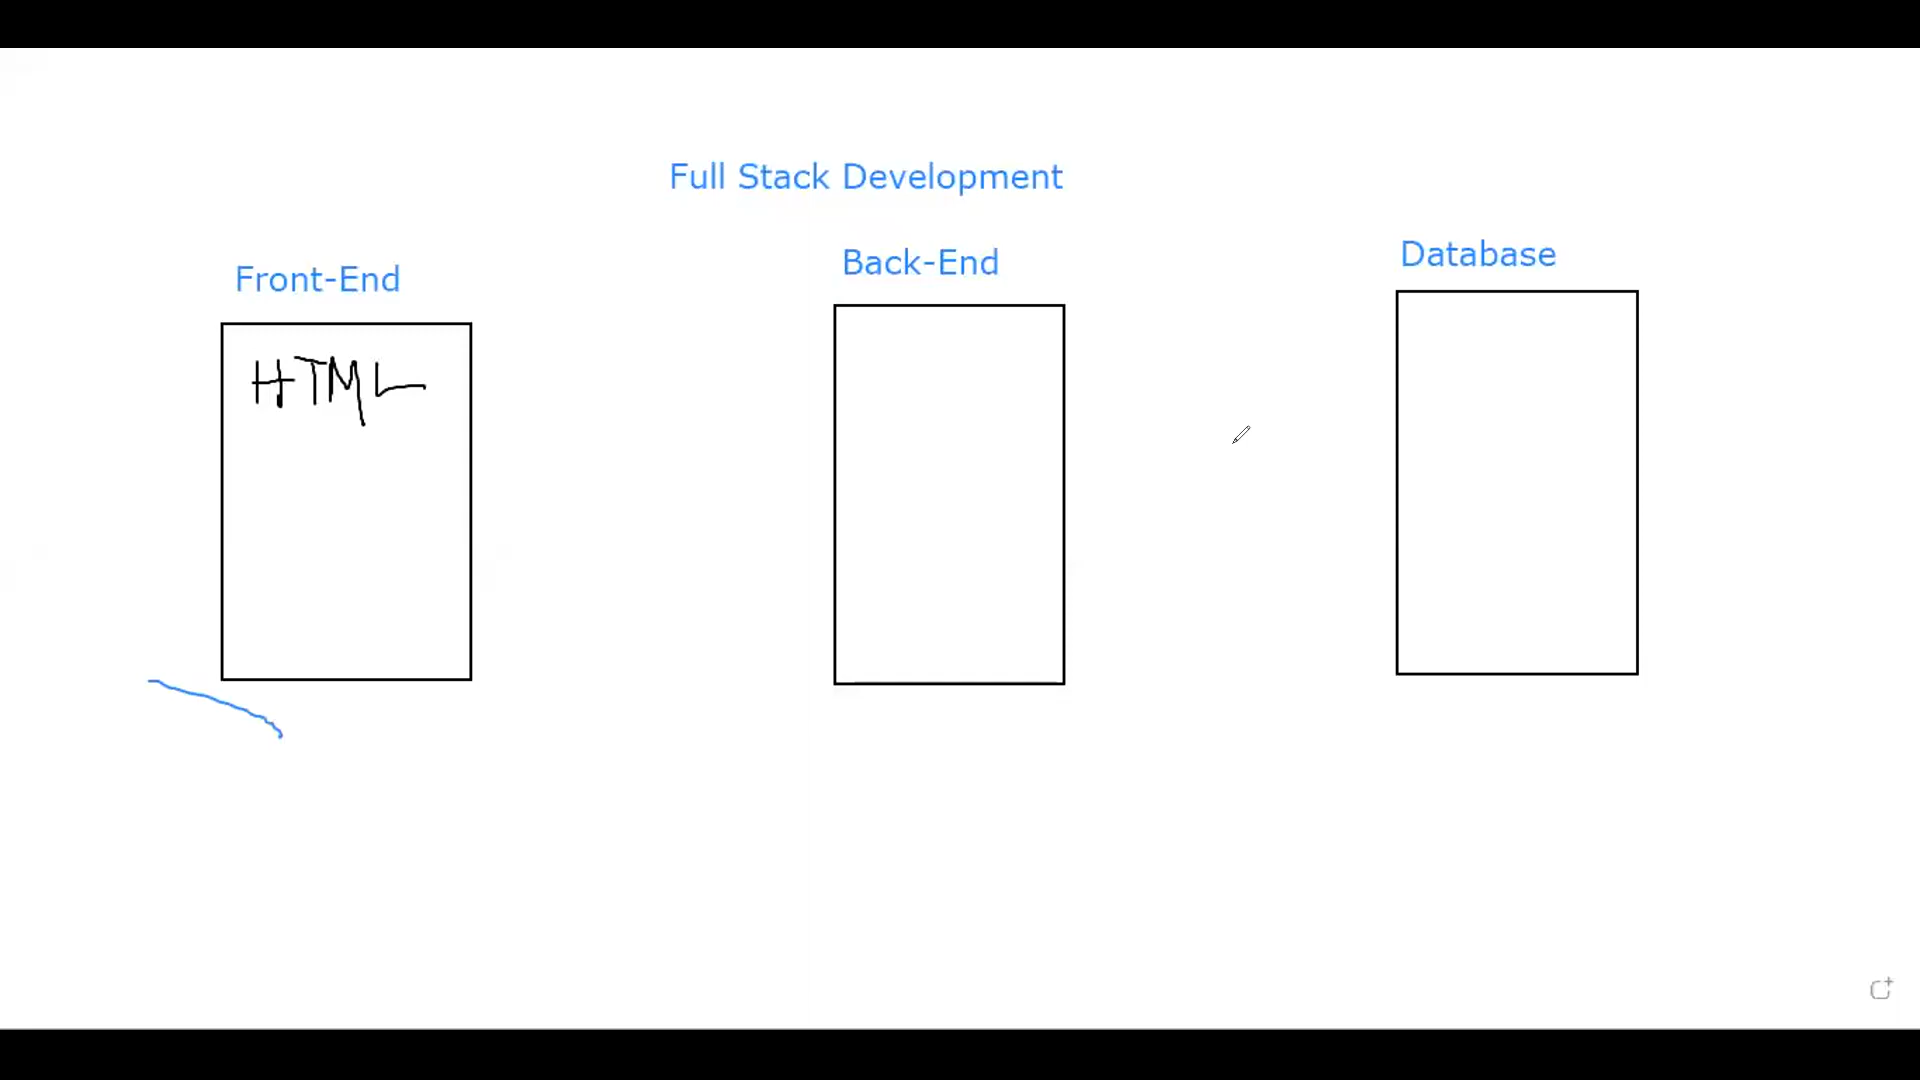 Full Stack Development
Front-End
Back-End
Database
HTML